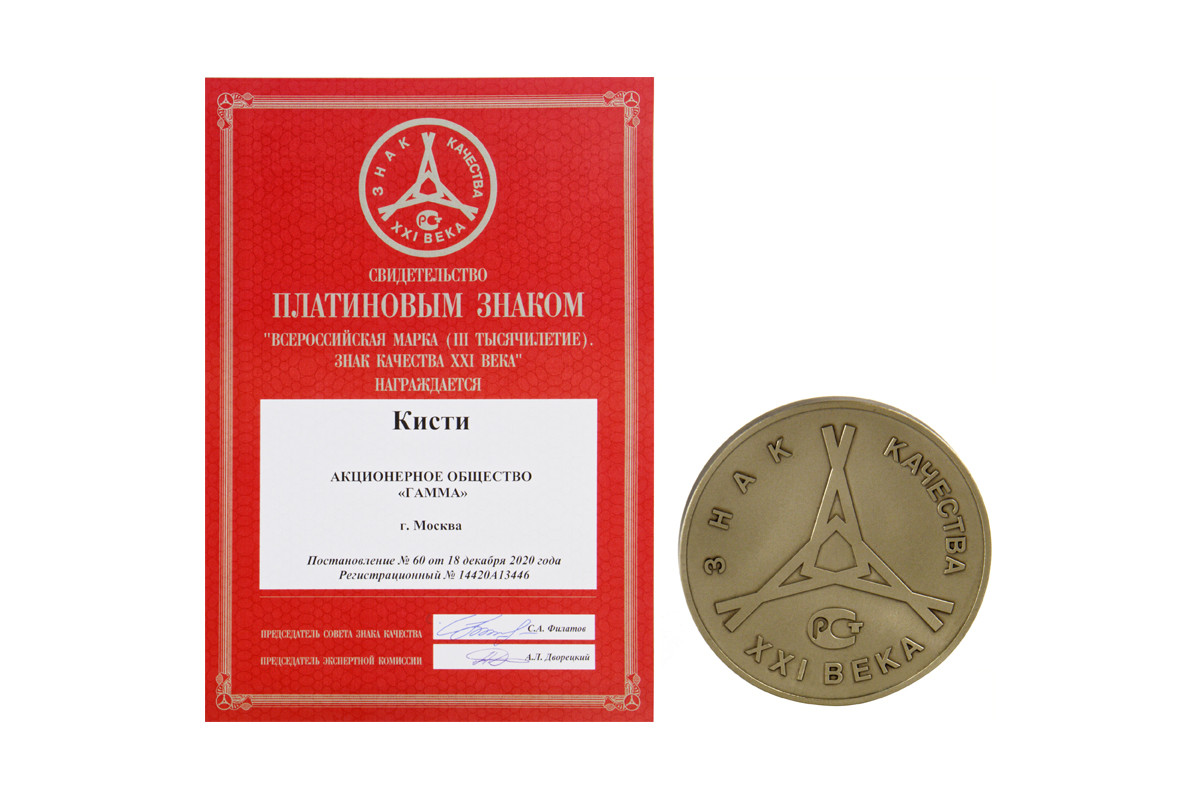 ЗНАК КАЧЕСТВА
РСТ
XXI ВЕКА
СВИДЕТЕЛЬСТВО
ПЛАТИНОВЫМ ЗНАКОМ
"ВСЕРОССИЙСКАЯ МАРКА (III ТЫСЯЧИЛЕТИЕ).
ЗНАК КАЧЕСТВА XXI ВЕКА"
НАГРАЖДАЕТСЯ
Кисти
АКЦИОНЕРНОЕ ОБЩЕСТВО
«ГАММА»
г. Москва
Постановление № 60 от 18 декабря 2020 года
Регистрационный № 14420А13446
ПРЕДСЕДАТЕЛЬ СОВЕТА ЗНАКА КАЧЕСТВА С.А. Филатов
ПРЕДСЕДАТЕЛЬ ЭКСПЕРТНОЙ КОМИССИИ А.Л. Дворецкий
ЗНАК КАЧЕСТВА
РСТ
XXI ВЕКА